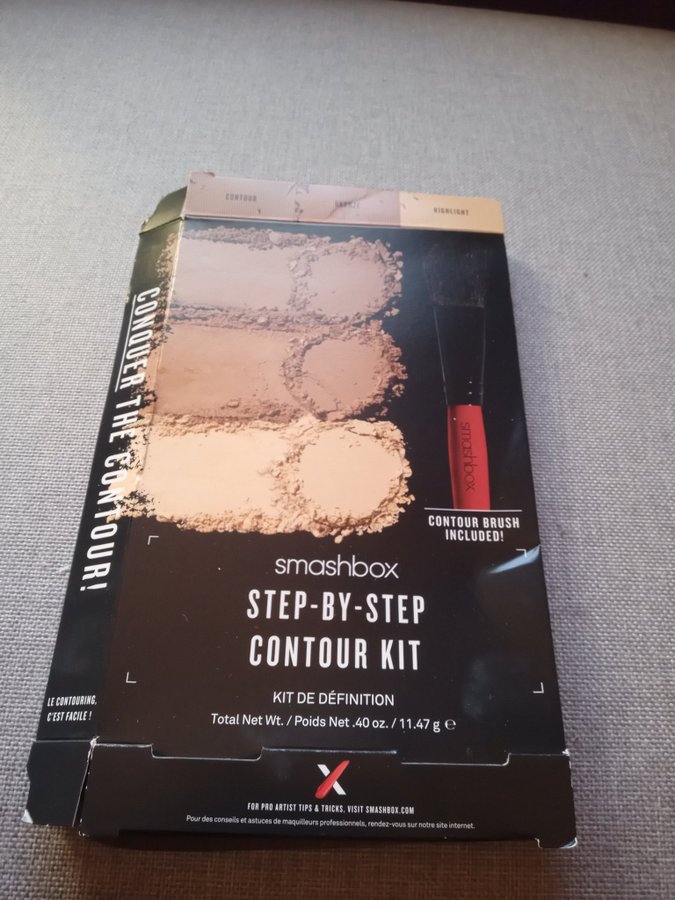 CONTOUR
BRONZE
HIGHLIGHT
CONQUER THE CONTOUR!
smashbox
CONTOUR BRUSH
INCLUDED!
smashbox
STEP-BY-STEP
CONTOUR KIT
KIT DE DÉFINITION
Total Net Wt. / Poids Net .40 oz. / 11.47 g ℮
LE CONTOURING,
C'EST FACILE !
FOR PRO ARTIST TIPS & TRICKS, VISIT SMASHBOX.COM
Pour des conseils et astuces de maquilleurs professionnels, rendez-vous sur notre site internet.